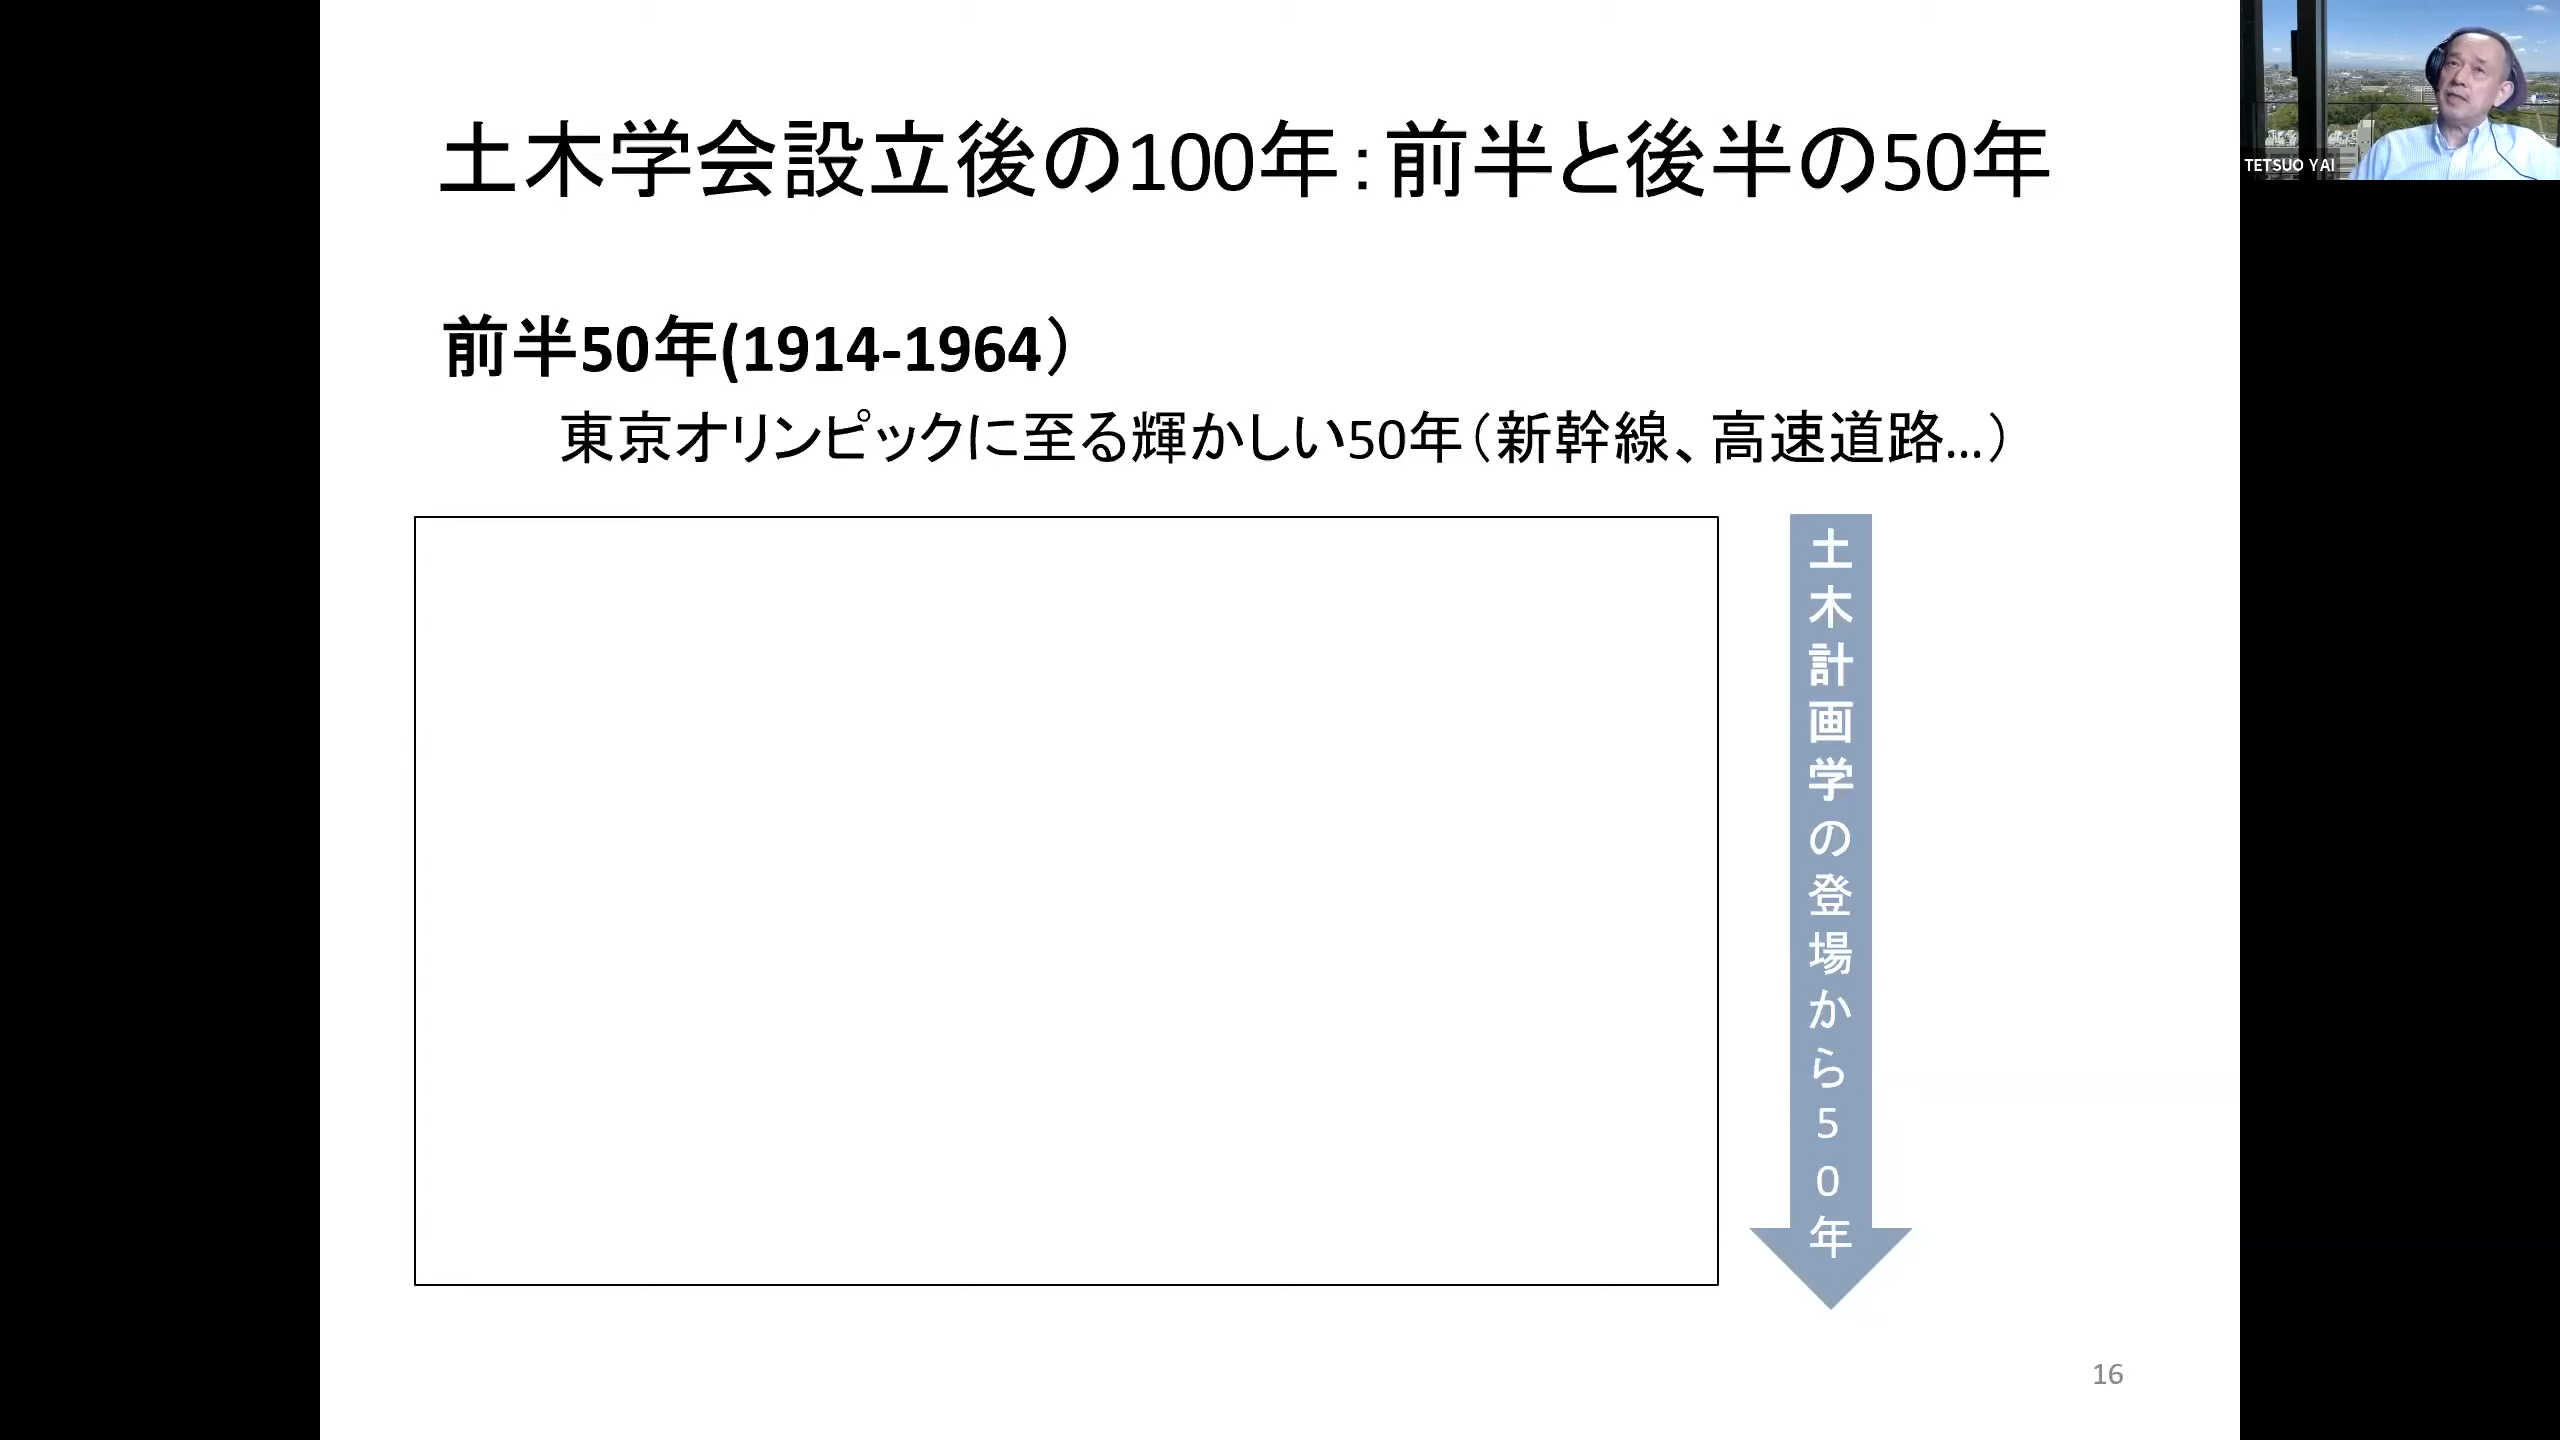 土木学会設立後の100年：前半と後半の50年
前半50年(1914-1964）
東京オリンピックに至る輝かしい50年（新幹線、高速道路…）
土木計画学の登場から５０年
16
TETSUO YAI